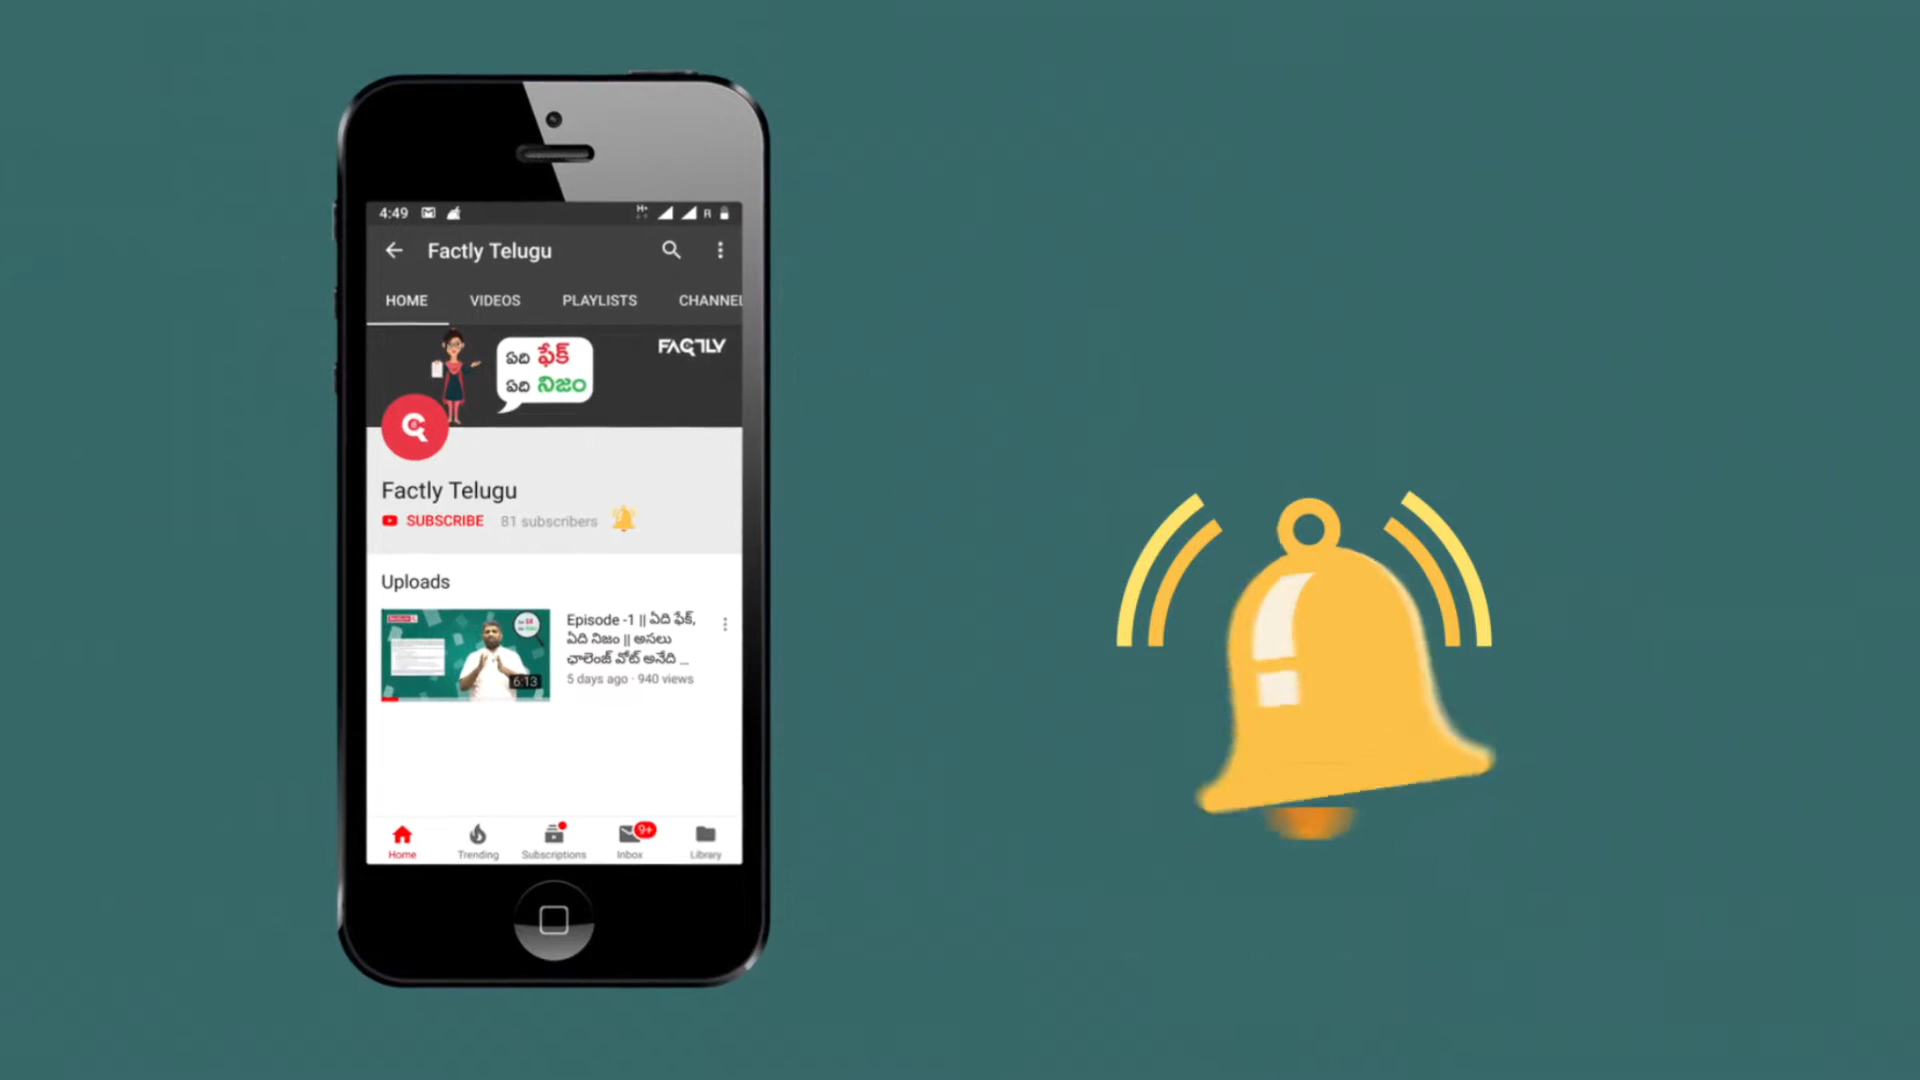 4:49
H+
R
Factly Telugu
HOME VIDEOS PLAYLISTS CHANNEL
ఏది ఫేక్
ఏది నిజం
FACTLY
Factly Telugu
SUBSCRIBE 81 subscribers
Uploads
Episode -1 || ఏది ఫేక్,
ఏది నిజం || అసలు
ఛాలెంజ్ వోట్ అనేది ...
5 days ago · 940 views
6:13
9+
Home Trending Subscriptions Inbox Library